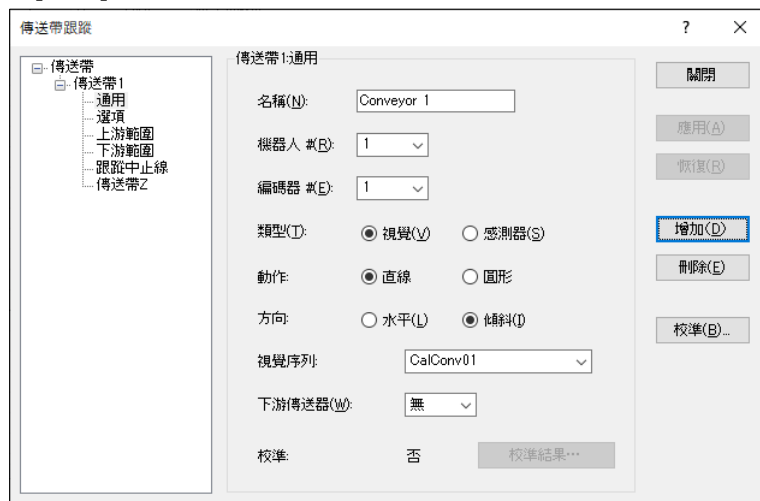 傳送帶跟蹤
? ×
傳送帶
傳送帶1
通用
選項
上游範圍
下游範圍
跟蹤中止線
傳送帶Z
傳送帶1:通用
名稱(N): Conveyor 1
機器人 #(R): 1
編碼器 #(E): 1
類型(T): 視覺(V) 感測器(S)
動作: 直線 圓形
方向: 水平(L) 傾斜(I)
視覺序列: CalConv01
下游傳送器(W): 無
校準: 否 校準結果…
關閉
應用(A)
恢復(R)
增加(D)
刪除(E)
校準(B)...